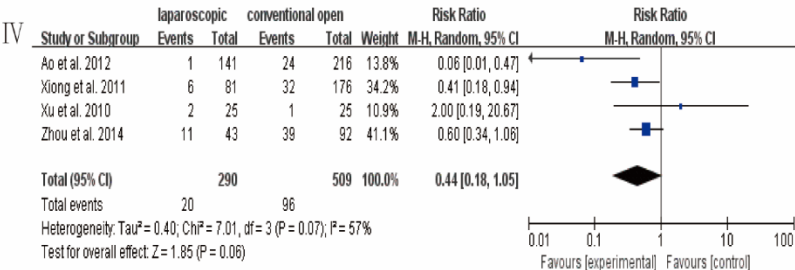 IV
laparoscopic conventional open Risk Ratio Risk Ratio
Study or Subgroup Events Total Events Total Weight M-H, Random, 95% CI M-H, Random, 95% CI
Ao et al. 2012 1 141 24 216 13.8% 0.06 [0.01, 0.47]
Xiong et al. 2011 6 81 32 176 34.2% 0.41 [0.18, 0.94]
Xu et al. 2010 2 25 1 25 10.9% 2.00 [0.19, 20.67]
Zhou et al. 2014 11 43 39 92 41.1% 0.60 [0.34, 1.06]
Total (95% CI) 290 509 100.0% 0.44 [0.18, 1.05]
Total events 20 96
Heterogeneity: Tau² = 0.40; Chi² = 7.01, df = 3 (P = 0.07); I² = 57%
Test for overall effect: Z = 1.85 (P = 0.06)
0.01 0.1 1 10 100
Favours [experimental] Favours [control]